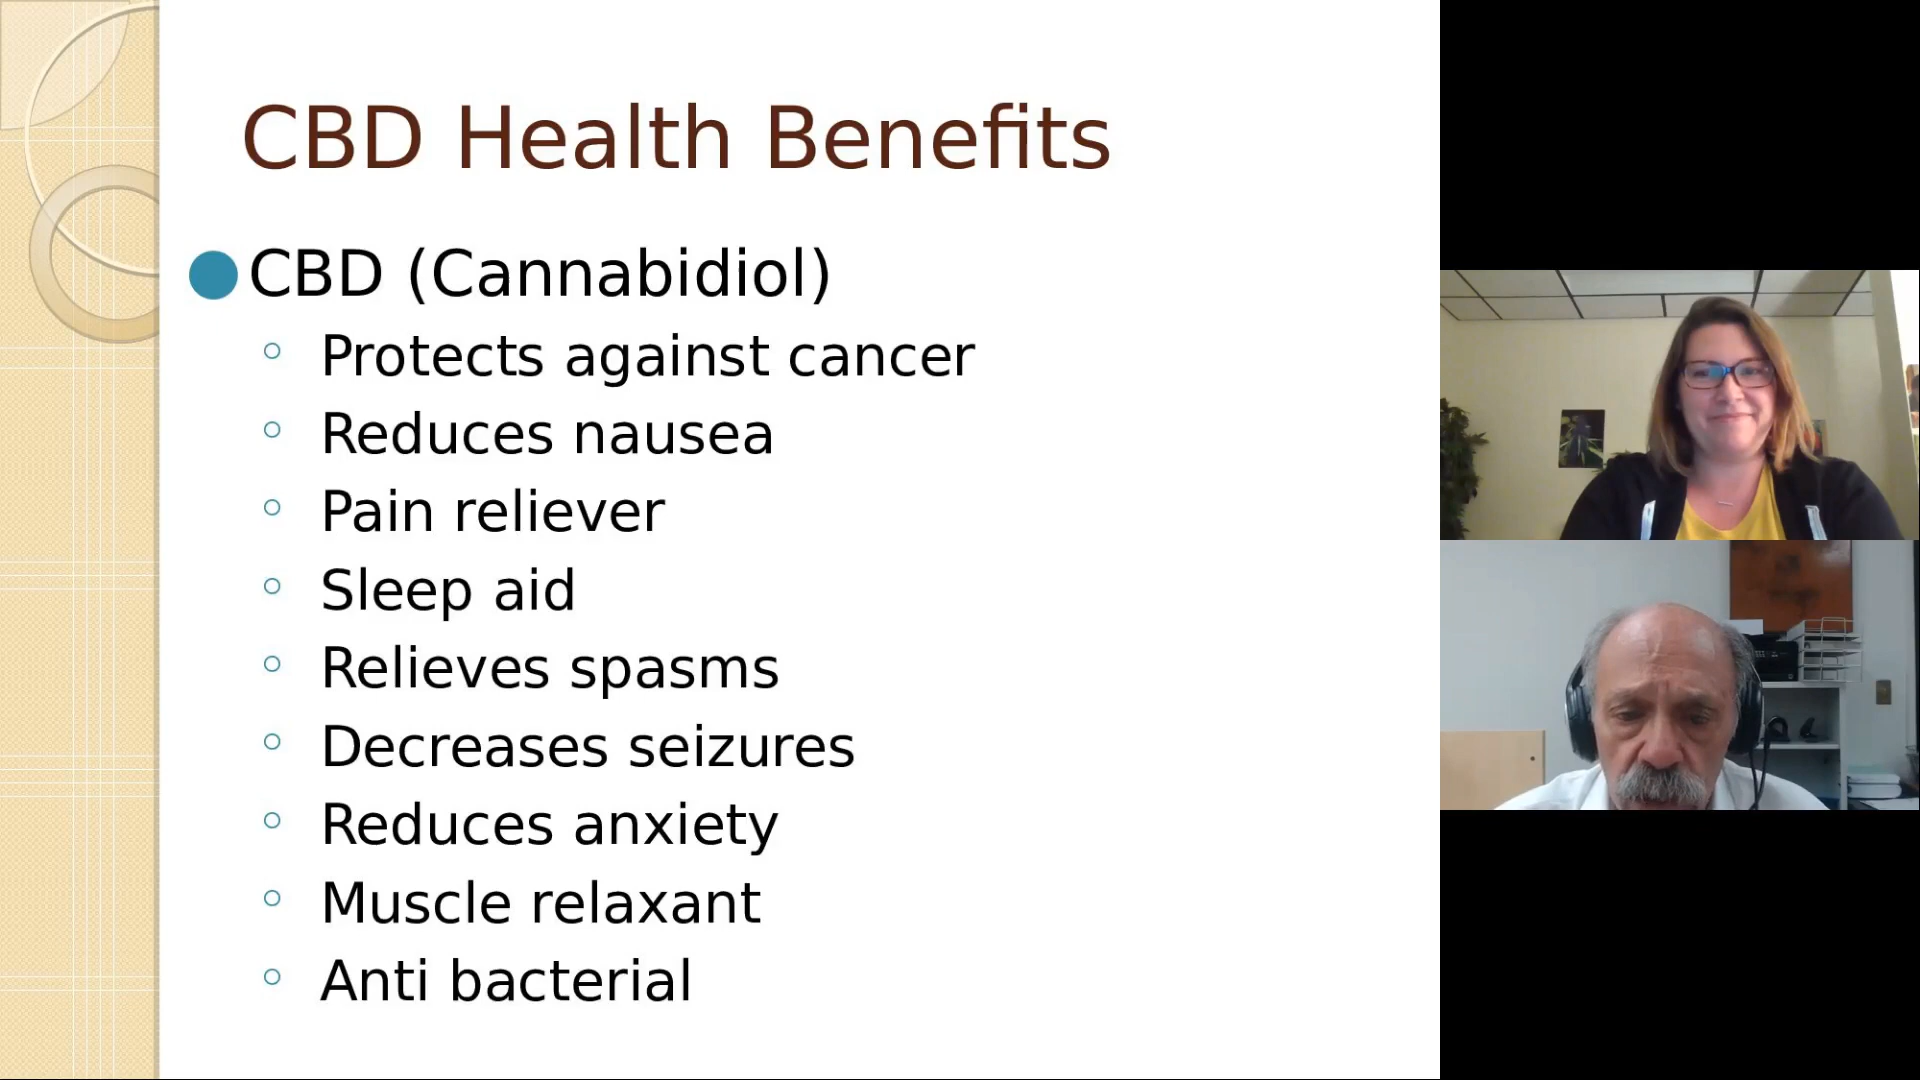 CBD Health Benefits
CBD (Cannabidiol)
Protects against cancer
Reduces nausea
Pain reliever
Sleep aid
Relieves spasms
Decreases seizures
Reduces anxiety
Muscle relaxant
Anti bacterial